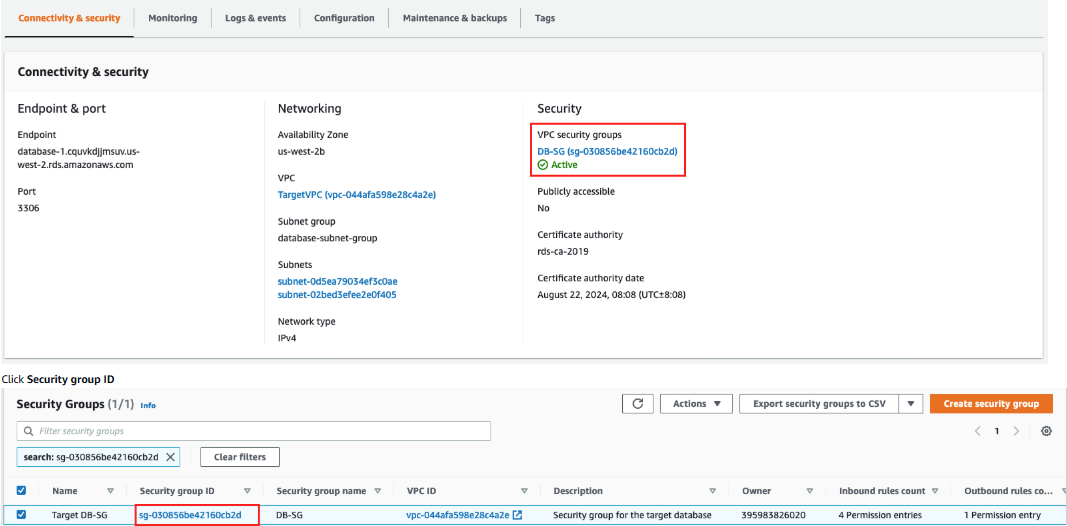 Connectivity & security
Monitoring
Logs & events
Configuration
Maintenance & backups
Tags
Connectivity & security
Endpoint & port
Endpoint
database-1.cquvkdjjmsuv.us-
west-2.rds.amazonaws.com
Port
3306
Networking
Availability Zone
us-west-2b
VPC
TargetVPC (vpc-044afa598e28c4a2e)
Subnet group
database-subnet-group
Subnets
subnet-0d5ea79034ef3c0ae
subnet-02bed3efee2e0f405
Network type
IPv4
Security
VPC security groups
DB-SG (sg-030856be42160cb2d)
Active
Publicly accessible
No
Certificate authority
rds-ca-2019
Certificate authority date
August 22, 2024, 08:08 (UTC±8:08)
Click Security group ID
Security Groups (1/1) Info
Actions
Export security groups to CSV
Create security group
Filter security groups
1
search: sg-030856be42160cb2d
Clear filters
Name
Security group ID
Security group name
VPC ID
Description
Owner
Inbound rules count
Outbound rules co...
Target DB-SG
sg-030856be42160cb2d
DB-SG
vpc-044afa598e28c4a2e
Security group for the target database
395983826020
4 Permission entries
1 Permission entry